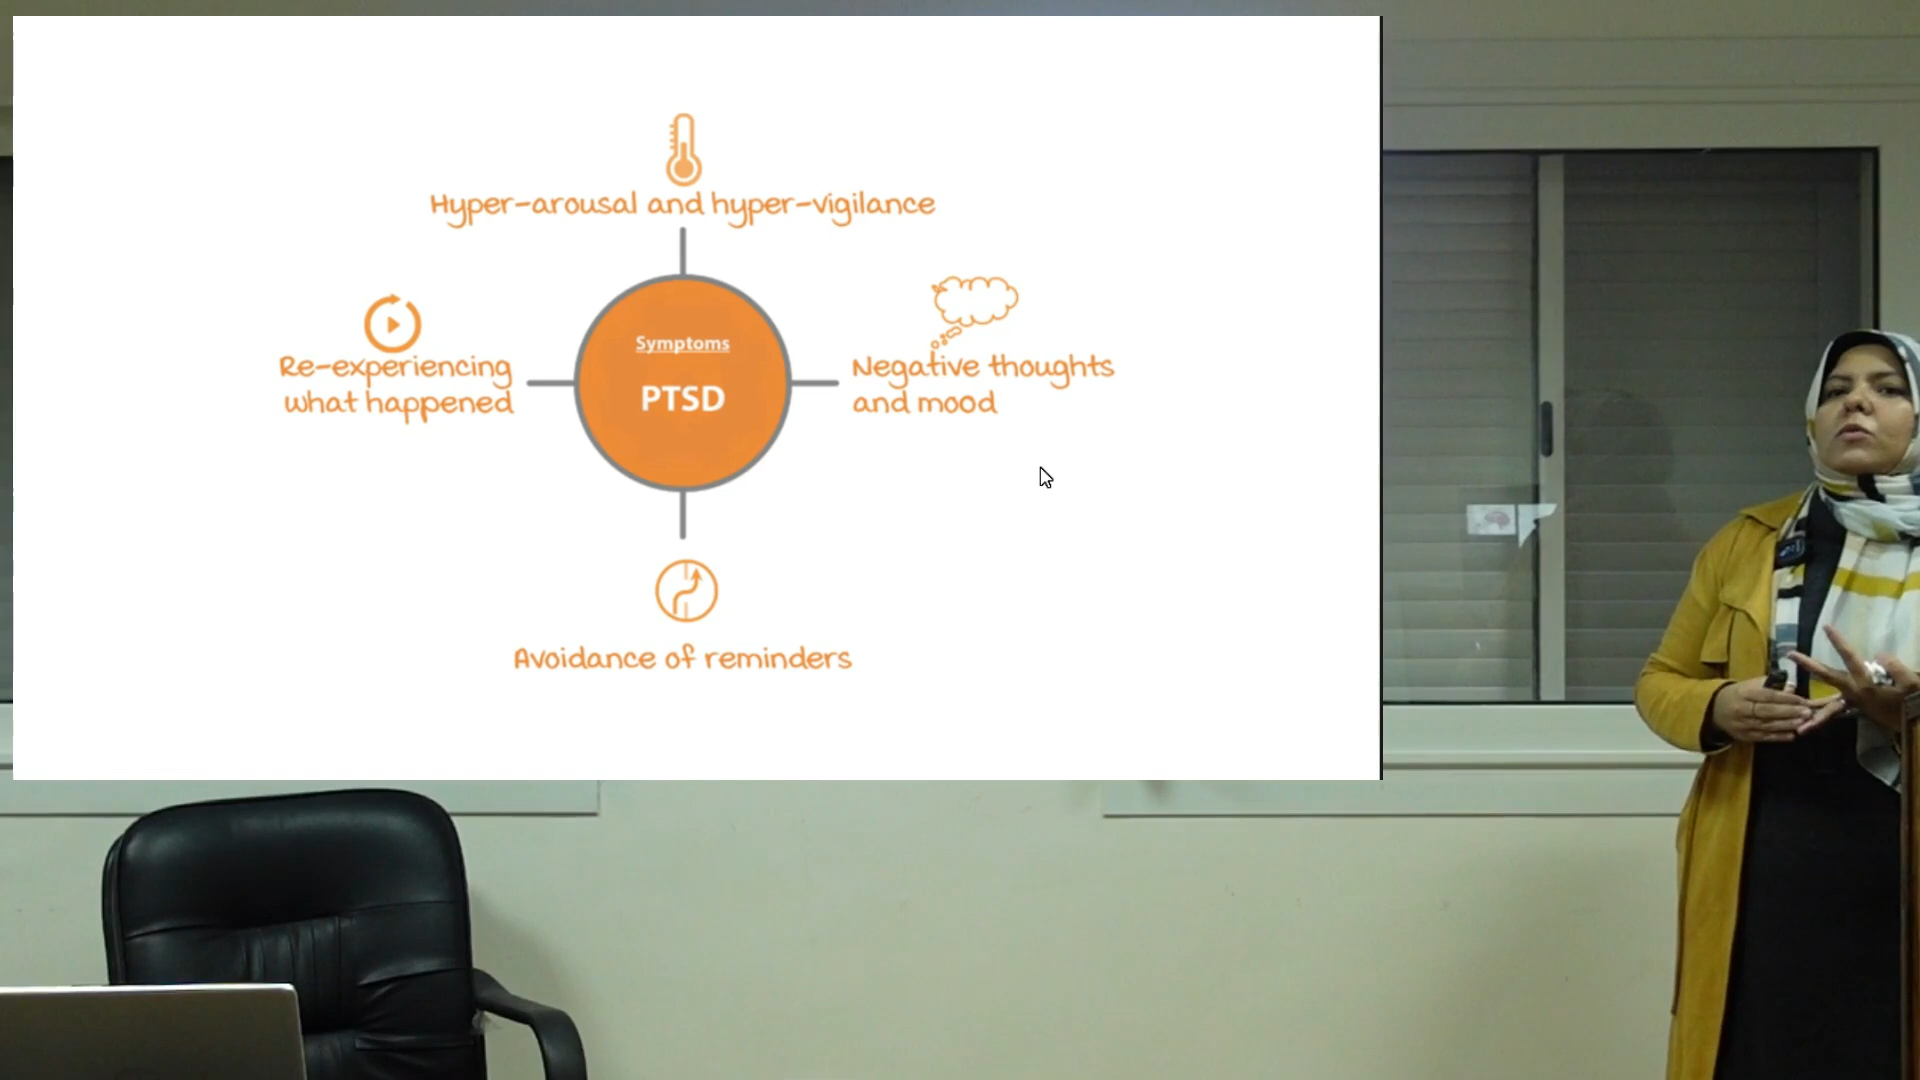 Hyper-arousal and hyper-vigilance
Re-experiencing
what happened
Symptoms
PTSD
Negative thoughts
and mood
Avoidance of reminders